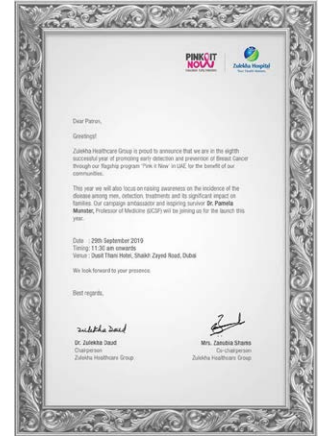 PINK IT
NOW
Zulekha Hospital
Your Family Hospital
Dear Patron,
Greetings!
Zulekha Healthcare Group is proud to announce that we are in the eighth
successful year of promoting early detection and prevention of Breast Cancer
through our flagship program "Pink it Now' in UAE, for the benefit of our
communities.
This year we will also focus on raising awareness on the incidence of the
disease among men, detection, treatments and its significant impact on
families. Our campaign ambassador and inspiring survivor Dr. Pamela
Munster, Professor of Medicine (UCSF) will be joining us for the launch this
year.
Date : 29th September 2019
Timing: 11:30 am onwards
Venue : Dusit Thani Hotel, Shaikh Zayed Road, Dubai
We look forward to your presence.
Best regards,
Zulekha Daud
Dr. Zulekha Daud
Chairperson
Zulekha Healthcare Group
Mrs. Zanubia Shams
Co-chairperson
Zulekha Healthcare Group